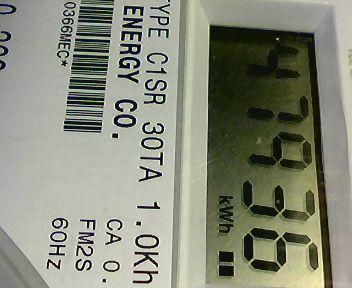 47936
kWh
TYPE C1SR 30TA 1.0Kh
ENERGY CO.
CA 0.
FM2S
60HZ
0366MEC*